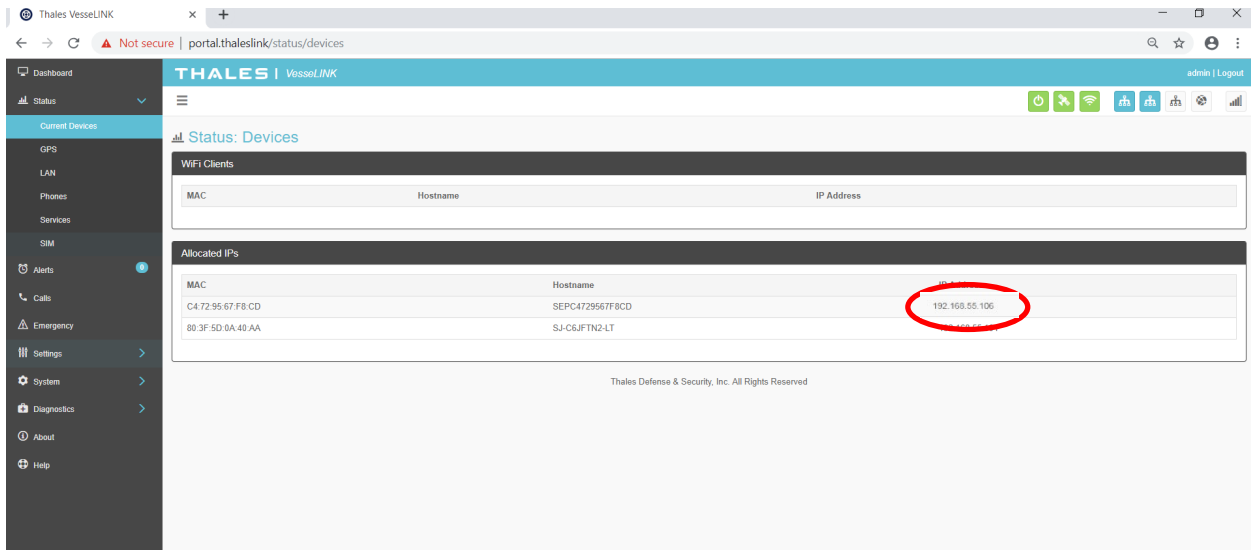 Thales VesseLINK
Not secure | portal.thaleslink/status/devices
Dashboard
THALES | VesseLINK
admin | Logout
Status
Current Devices
Status: Devices
GPS
WiFi Clients
LAN
Phones
MAC Hostname IP Address
Services
SIM
Allocated IPs
Alerts 0
MAC Hostname
Calls
C4:72:95:67:F8:CD SEPC4729567F8CD 192.168.55.106
Emergency
80:3F:5D:0A:40:AA SJ-C6JFTN2-LT
Settings
System
Thales Defense & Security, Inc. All Rights Reserved
Diagnostics
About
Help